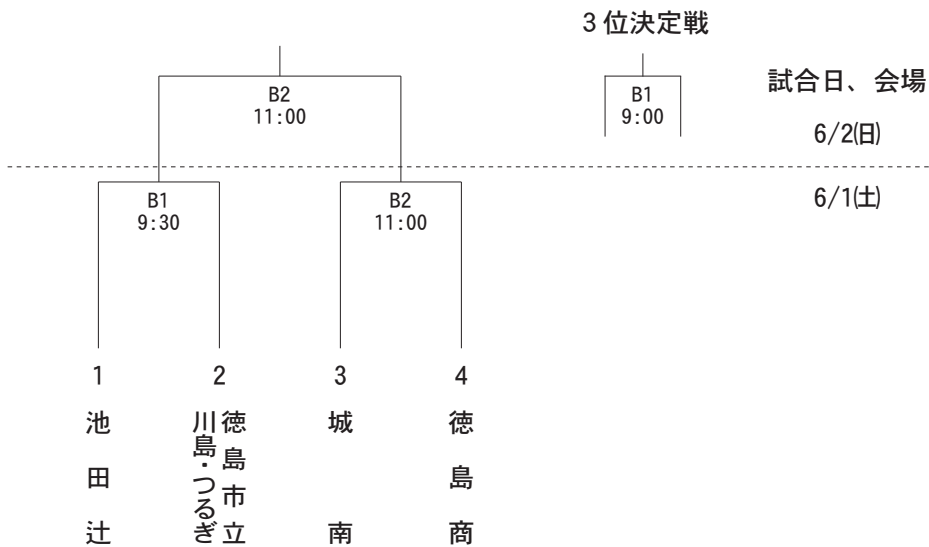 3位決定戦
試合日、会場
B2
11:00
B1
9:00
6/2㈰
B1
9:30
B2
11:00
6/1㈯
1
2
3
4
池田辻
徳島市立
川島・つるぎ
城南
徳島商